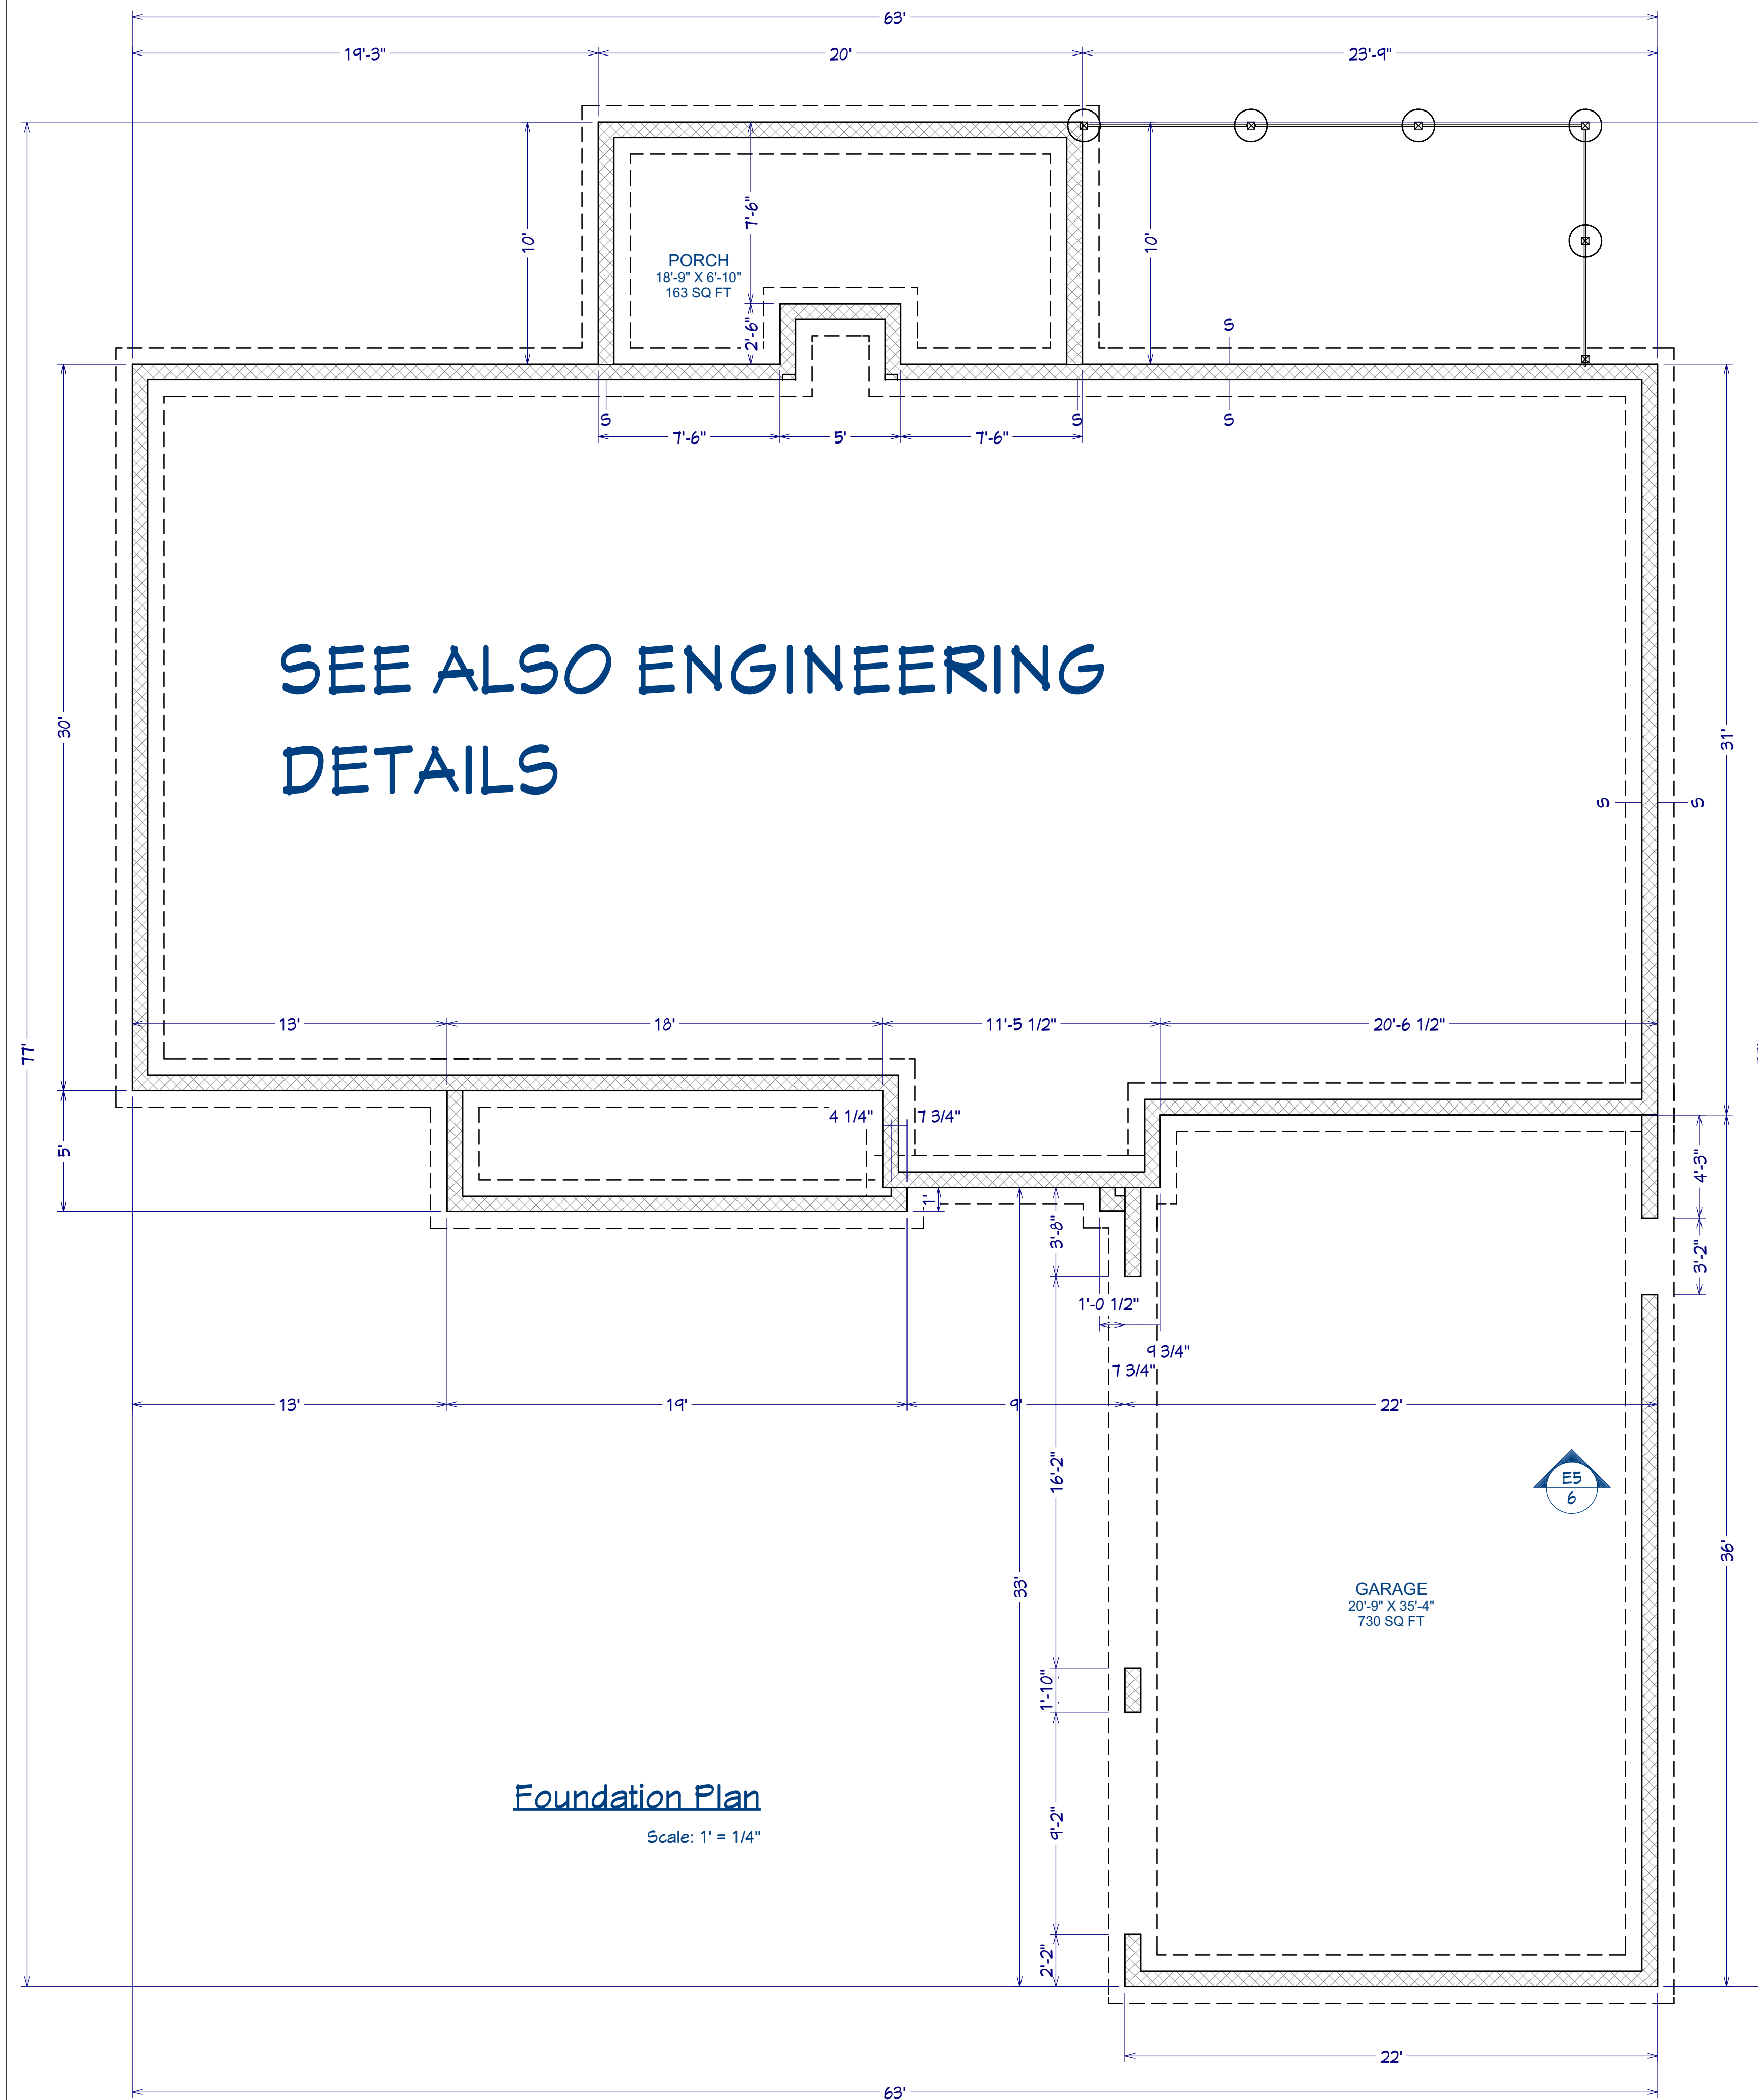 63'
19'-3"
20'
23'-9"
10'
7'-6"
10'
PORCH
18'-9" X 6'-10"
163 SQ FT
2'-6"
S
S
S
S
7'-6"
5'
7'-6"
SEE ALSO ENGINEERING
DETAILS
30'
31'
S
S
77'
13'
18'
11'-5 1/2"
20'-6 1/2"
4 1/4"
7 3/4"
5'
4'-3"
1'
3'-8"
3'-2"
1'-0 1/2"
9 3/4"
7 3/4"
13'
19'
9'
22'
16'-2"
E5
6
36'
33'
GARAGE
20'-9" X 35'-4"
730 SQ FT
1'-10"
Foundation Plan
Scale: 1' = 1/4"
9'-2"
2'-2"
22'
63'